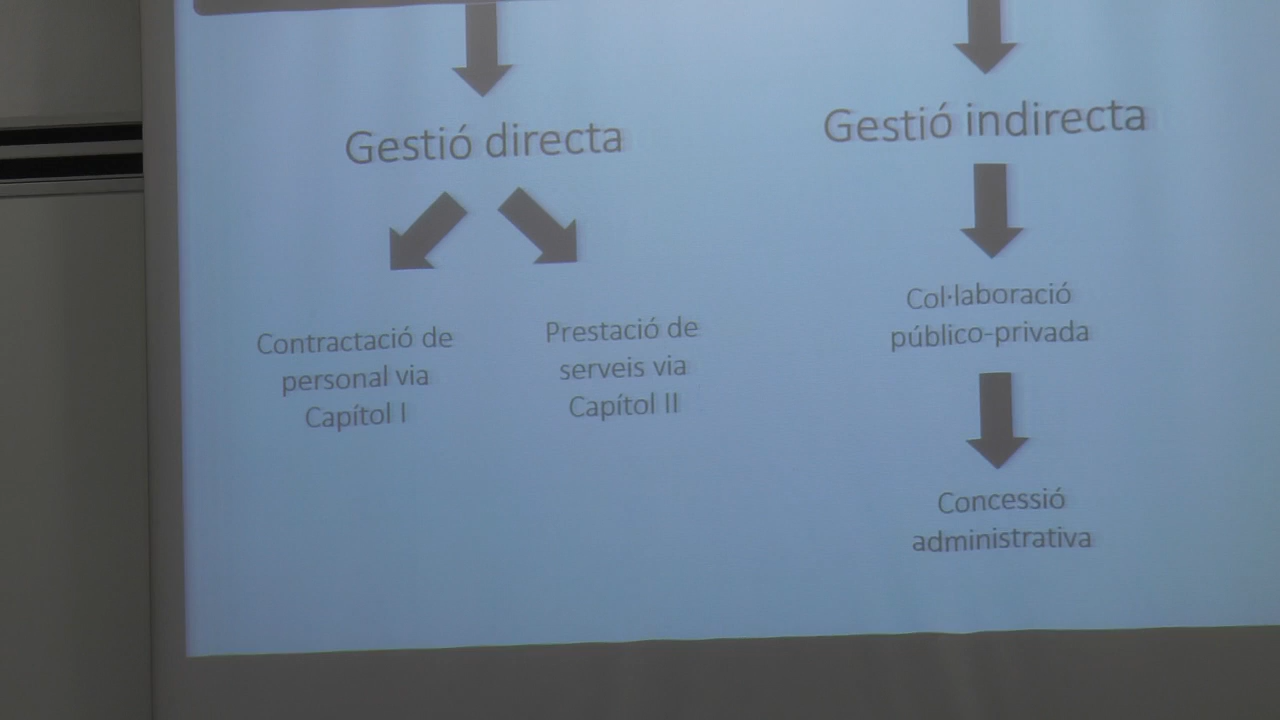 Gestió directa
Contractació de
personal via
Capítol I
Prestació de
serveis via
Capítol II
Gestió indirecta
Col·laboració
público-privada
Concessió
administrativa